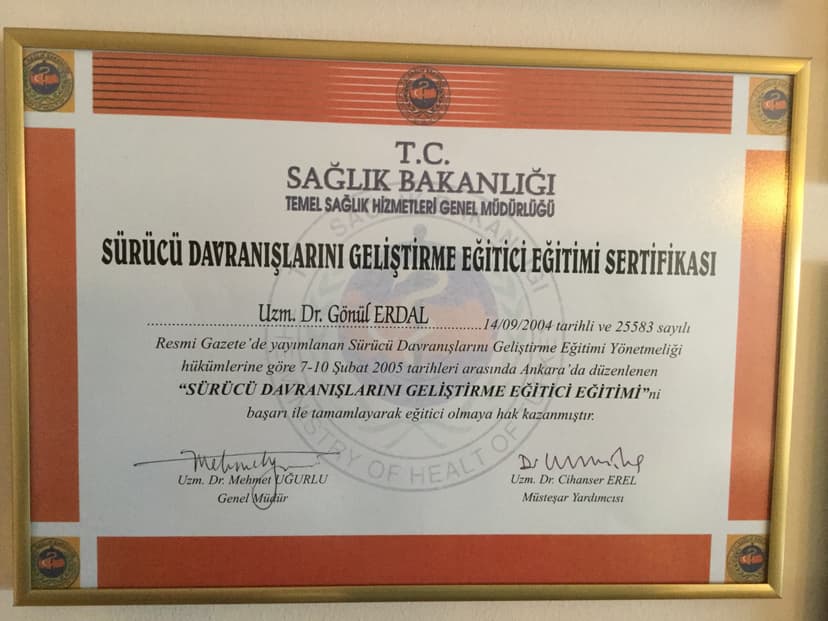 T.C.
SAĞLIK BAKANLIĞI
TEMEL SAĞLIK HİZMETLERİ GENEL MÜDÜRLÜĞÜ
SÜRÜCÜ DAVRANIŞLARINI GELİŞTİRME EĞİTİCİ EĞİTİMİ SERTİFİKASI
Uzm. Dr. Gönül ERDAL 14/09/2004 tarihli ve 25583 sayılı
Resmi Gazete'de yayımlanan Sürücü Davranışlarını Geliştirme Eğitimi Yönetmeliği
hükümlerine göre 7-10 Şubat 2005 tarihleri arasında Ankara'da düzenlenen
“SÜRÜCÜ DAVRANIŞLARINI GELİŞTİRME EĞİTİCİ EĞİTİMİ”ni
başarı ile tamamlayarak eğitici olmaya hak kazanmıştır.
Uzm. Dr. Mehmet UĞURLU
Genel Müdür
Uzm. Dr. Cihanser EREL
Müsteşar Yardımcısı
MINISTRY OF HEALT OF